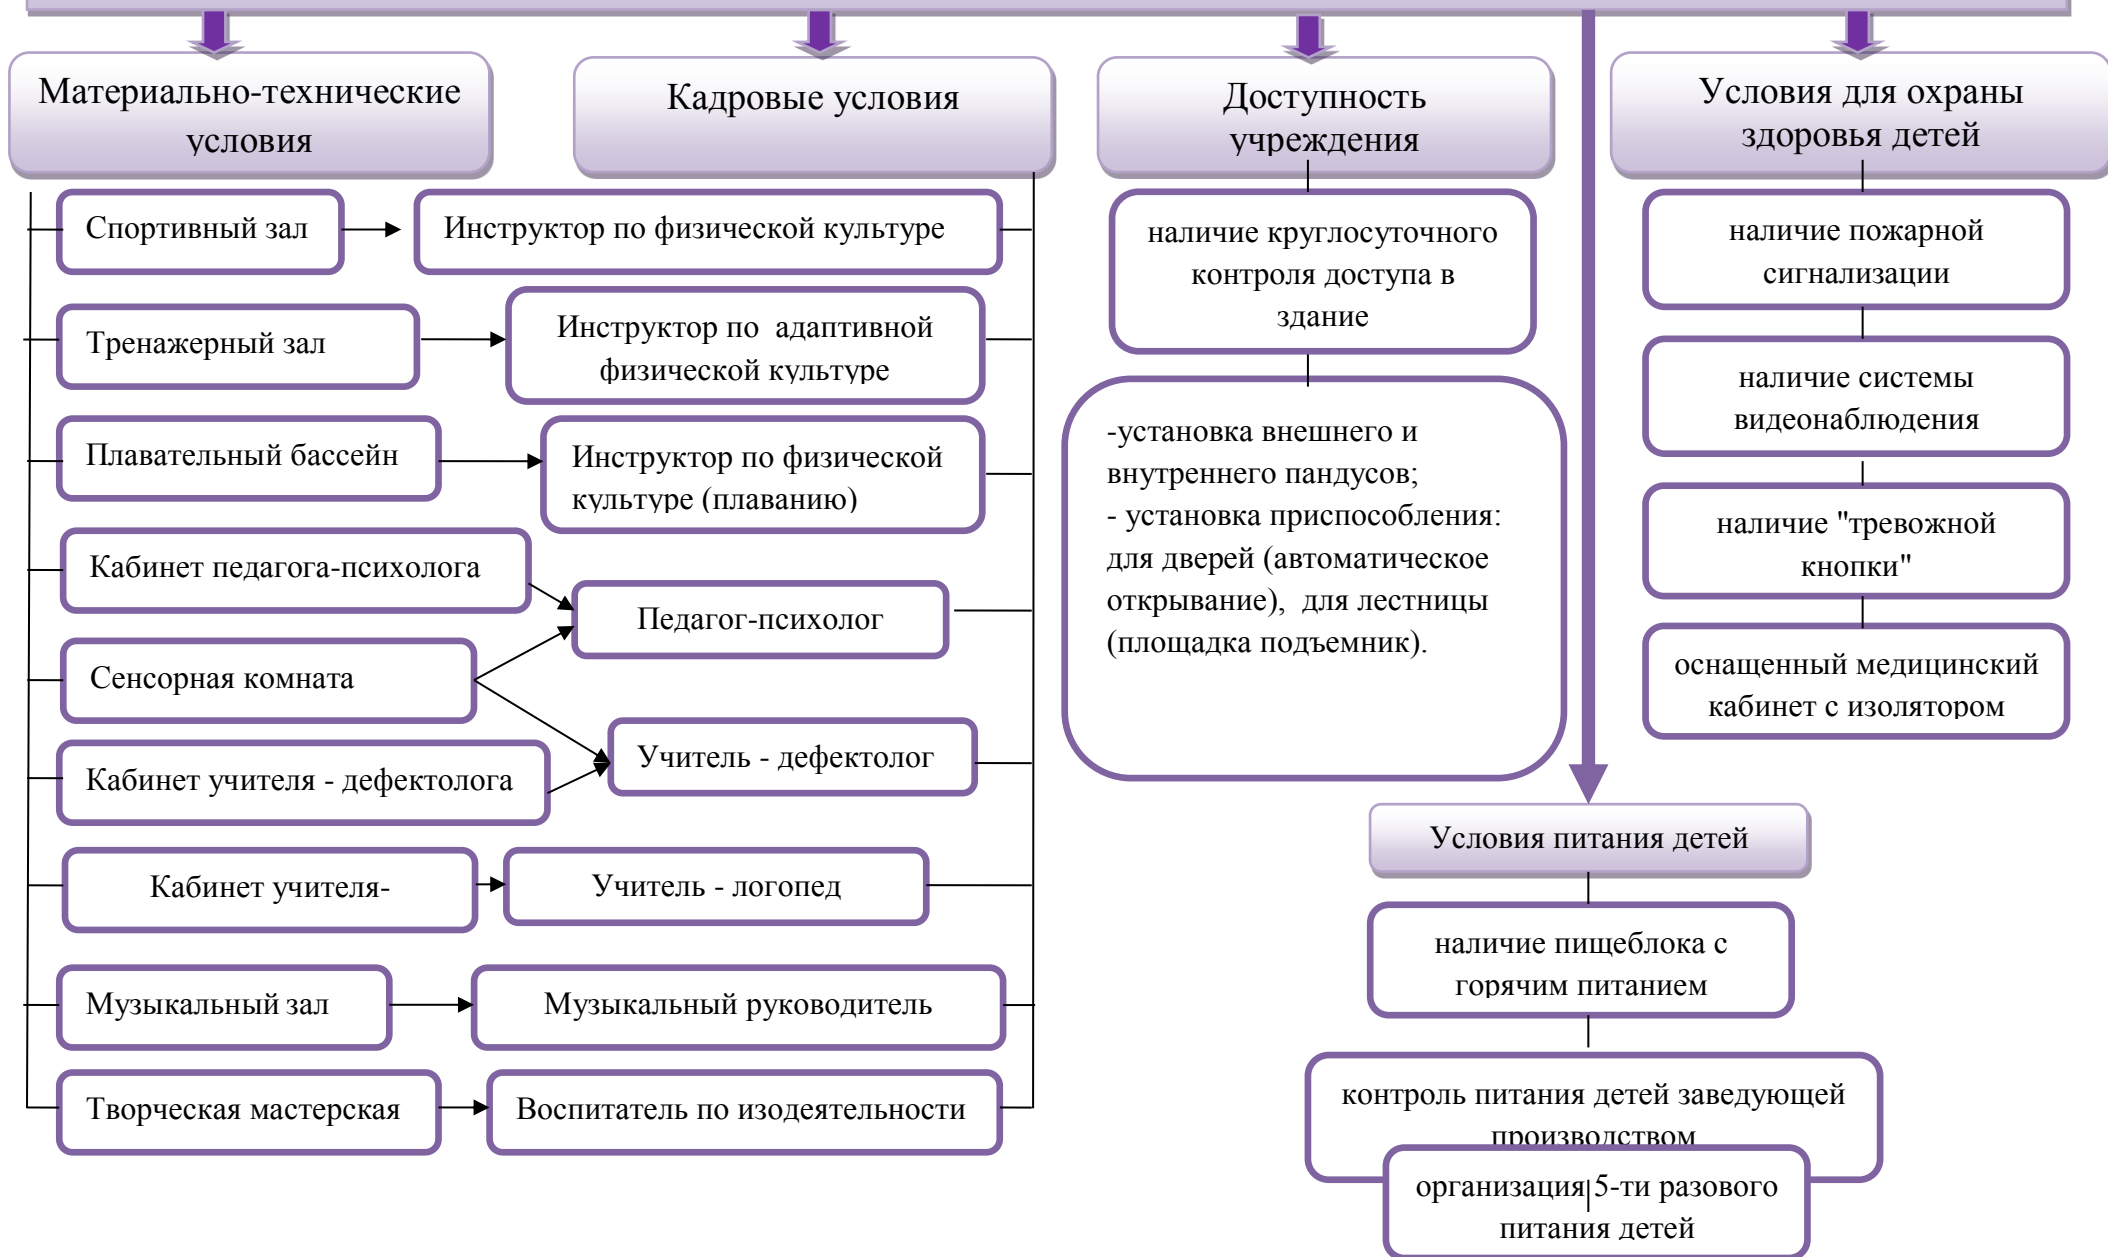 Материально-технические
условия
Кадровые условия
Доступность
учреждения
Условия для охраны
здоровья детей
Спортивный зал
Инструктор по физической культуре
Тренажерный зал
Инструктор по адаптивной
физической культуре
Плавательный бассейн
Инструктор по физической
культуре (плаванию)
Кабинет педагога-психолога
Педагог-психолог
Сенсорная комната
Кабинет учителя - дефектолога
Учитель - дефектолог
Кабинет учителя-
Учитель - логопед
Музыкальный зал
Музыкальный руководитель
Творческая мастерская
Воспитатель по изодеятельности
наличие круглосуточного
контроля доступа в
здание
-установка внешнего и
внутреннего пандусов;
- установка приспособления:
для дверей (автоматическое
открывание), для лестницы
(площадка подъемник).
наличие пожарной
сигнализации
наличие системы
видеонаблюдения
наличие "тревожной
кнопки"
оснащенный медицинский
кабинет с изолятором
Условия питания детей
наличие пищеблока с
горячим питанием
контроль питания детей заведующей
производством
организация 5-ти разового
питания детей